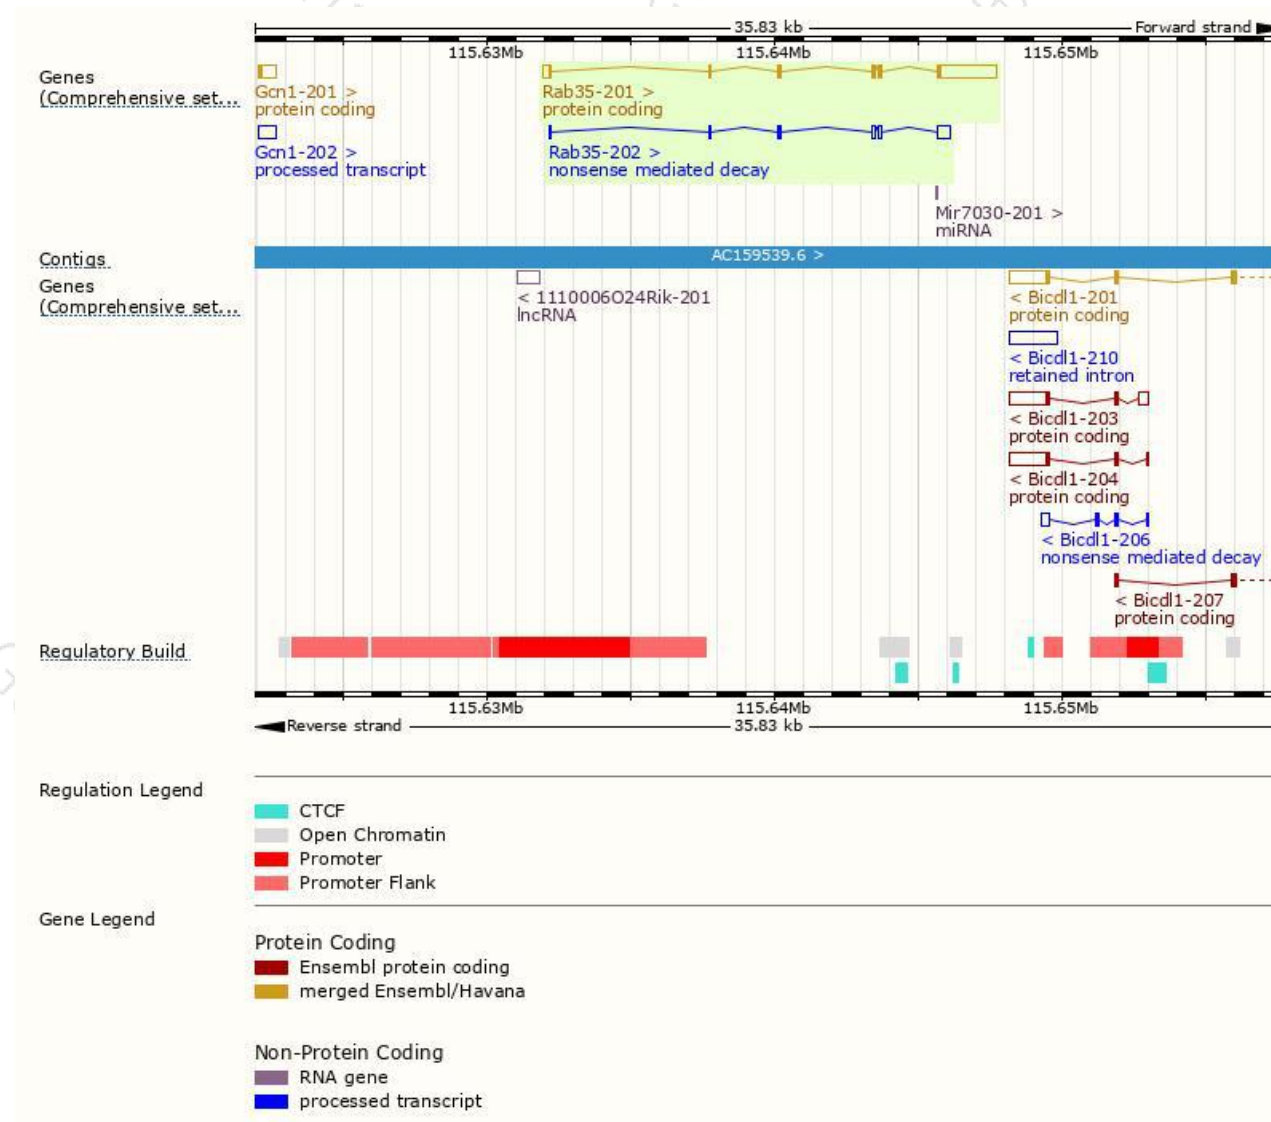 35.83 kb Forward strand
115.63Mb 115.64Mb 115.65Mb
Genes
(Comprehensive set...
Gcn1-201 > Rab35-201 >
protein coding protein coding
Gcn1-202 > Rab35-202 >
processed transcript nonsense mediated decay
Mir7030-201 >
miRNA
Contigs AC159539.6 >
Genes
(Comprehensive set...
< 1110006O24Rik-201 < Bicdl1-201
lncRNA protein coding
< Bicdl1-210
retained intron
< Bicdl1-203
protein coding
< Bicdl1-204
protein coding
< Bicdl1-206
nonsense mediated decay
< Bicdl1-207
protein coding
Regulatory Build
115.63Mb 115.64Mb 115.65Mb
Reverse strand 35.83 kb
Regulation Legend
CTCF
Open Chromatin
Promoter
Promoter Flank
Gene Legend
Protein Coding
Ensembl protein coding
merged Ensembl/Havana
Non-Protein Coding
RNA gene
processed transcript